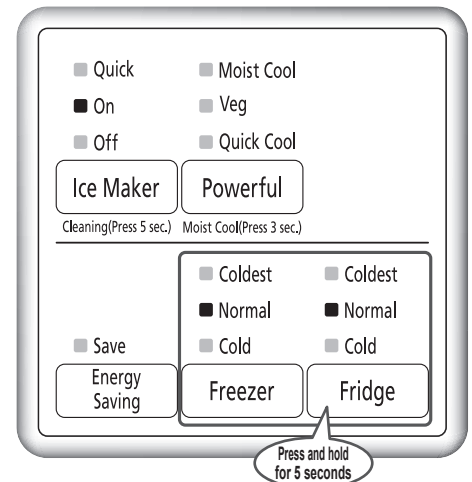 Quick Moist Cool
On Veg
Off Quick Cool
Ice Maker Powerful
Cleaning(Press 5 sec.) Moist Cool(Press 3 sec.)
Coldest Coldest
Normal Normal
Save Cold Cold
Energy
Saving Freezer Fridge
Press and hold
for 5 seconds